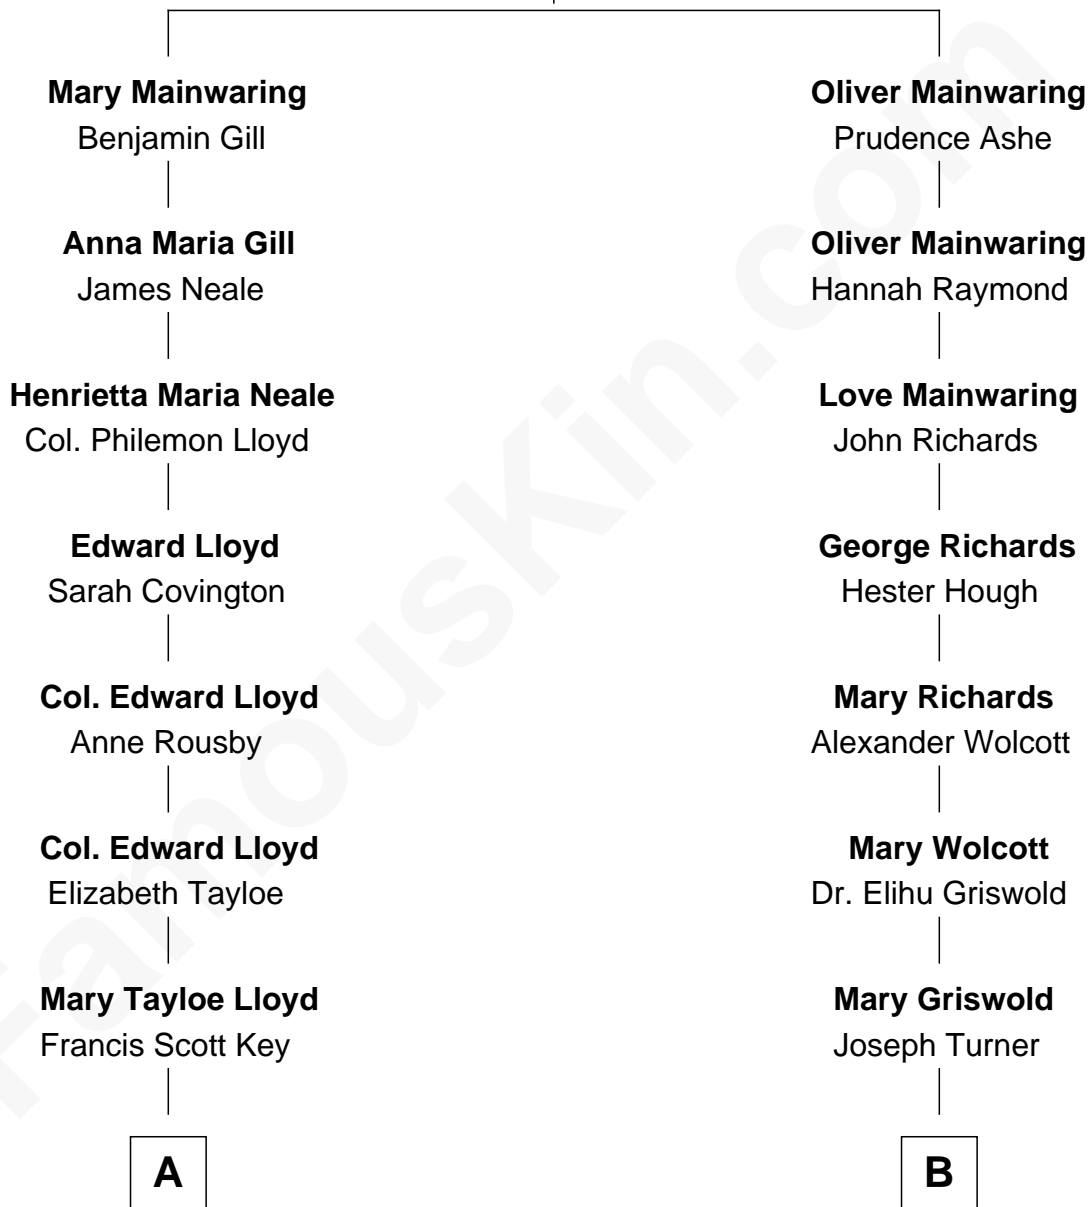 Mary Mainwaring
Benjamin Gill
Anna Maria Gill
James Neale
Henrietta Maria Neale
Col. Philemon Lloyd
Edward Lloyd
Sarah Covington
Col. Edward Lloyd
Anne Rousby
Col. Edward Lloyd
Elizabeth Tayloe
Mary Tayloe Lloyd
Francis Scott Key
A
Oliver Mainwaring
Prudence Ashe
Oliver Mainwaring
Hannah Raymond
Love Mainwaring
John Richards
George Richards
Hester Hough
Mary Richards
Alexander Wolcott
Mary Wolcott
Dr. Elihu Griswold
Mary Griswold
Joseph Turner
B
FamousKin.com